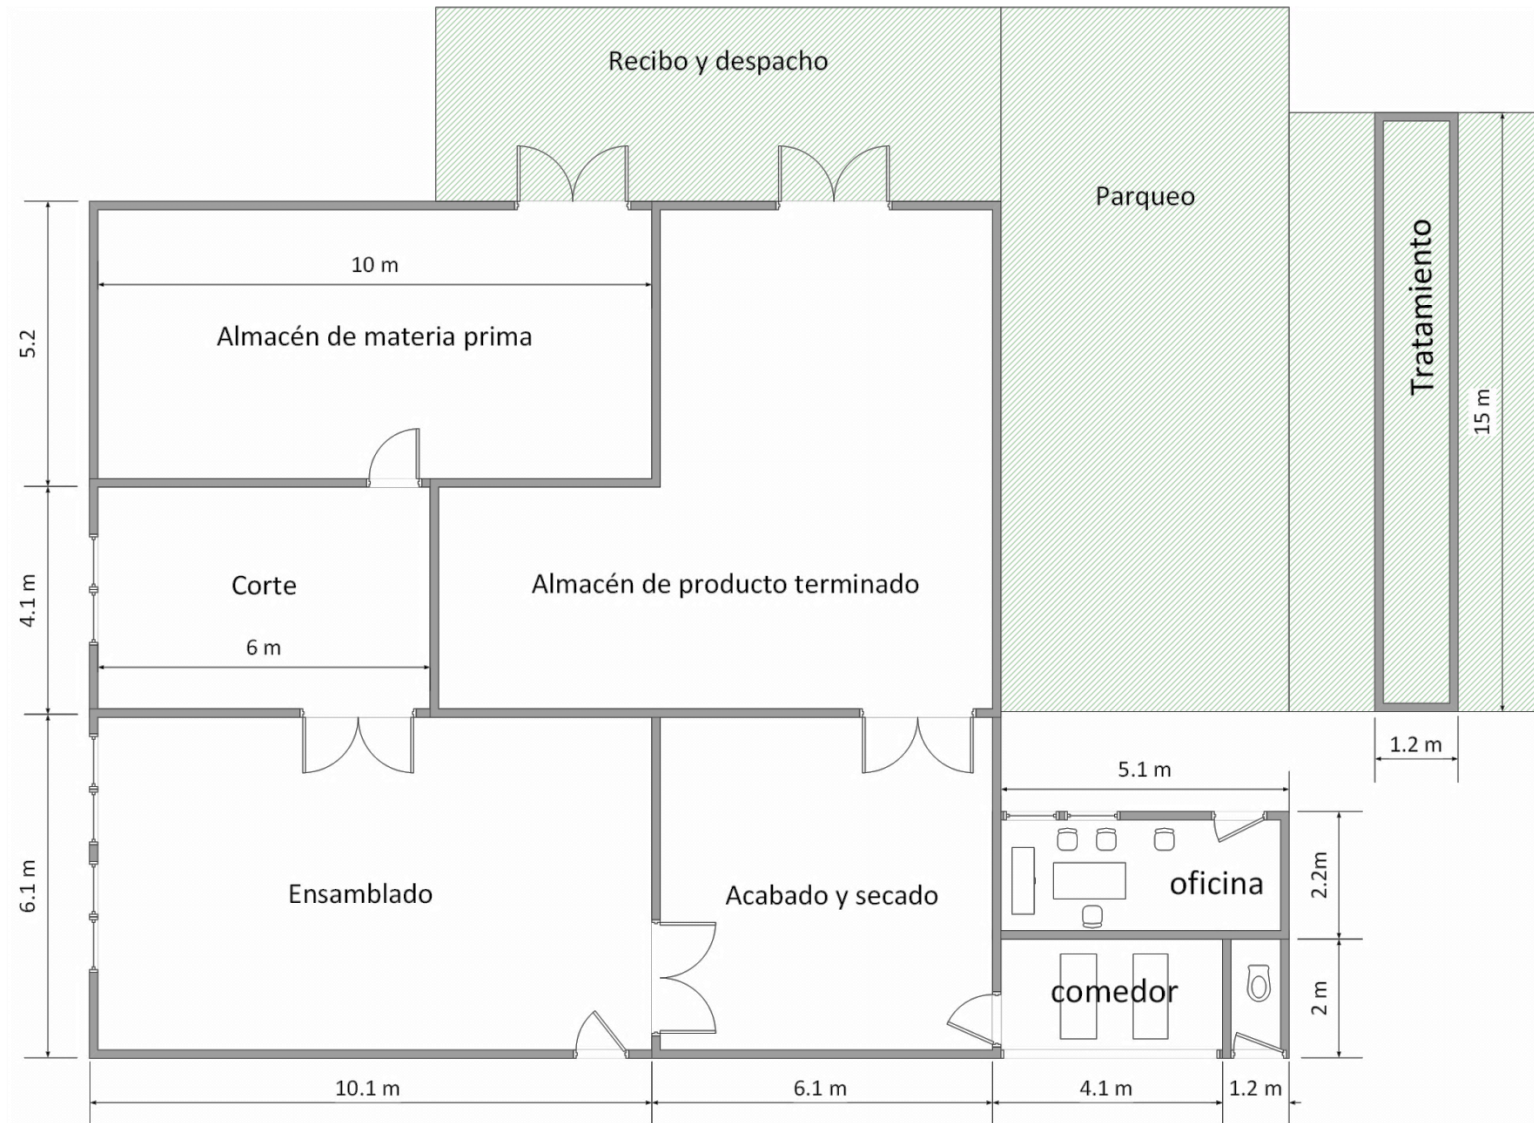 Recibo y despacho
Parqueo
Tratamiento
15 m
1.2 m
5.2
10 m
Almacén de materia prima
4.1 m
Corte
6 m
Almacén de producto terminado
5.1 m
6.1 m
Ensamblado
Acabado y secado
oficina
2.2m
comedor
2 m
10.1 m
6.1 m
4.1 m
1.2 m